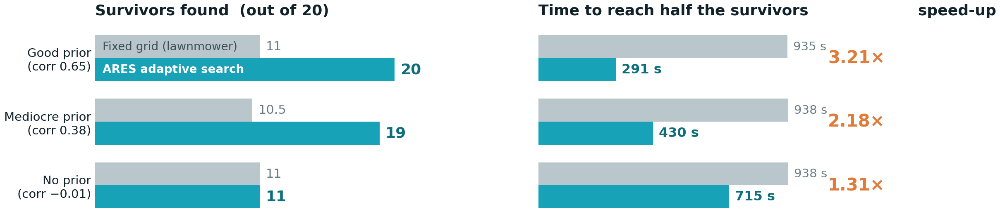 Survivors found  (out of 20)
Time to reach half the survivors
speed-up
Good prior
(corr 0.65)
Fixed grid (lawnmower)
11
ARES adaptive search
20
935 s
291 s
3.21×
Mediocre prior
(corr 0.38)
10.5
19
938 s
430 s
2.18×
No prior
(corr −0.01)
11
11
938 s
715 s
1.31×